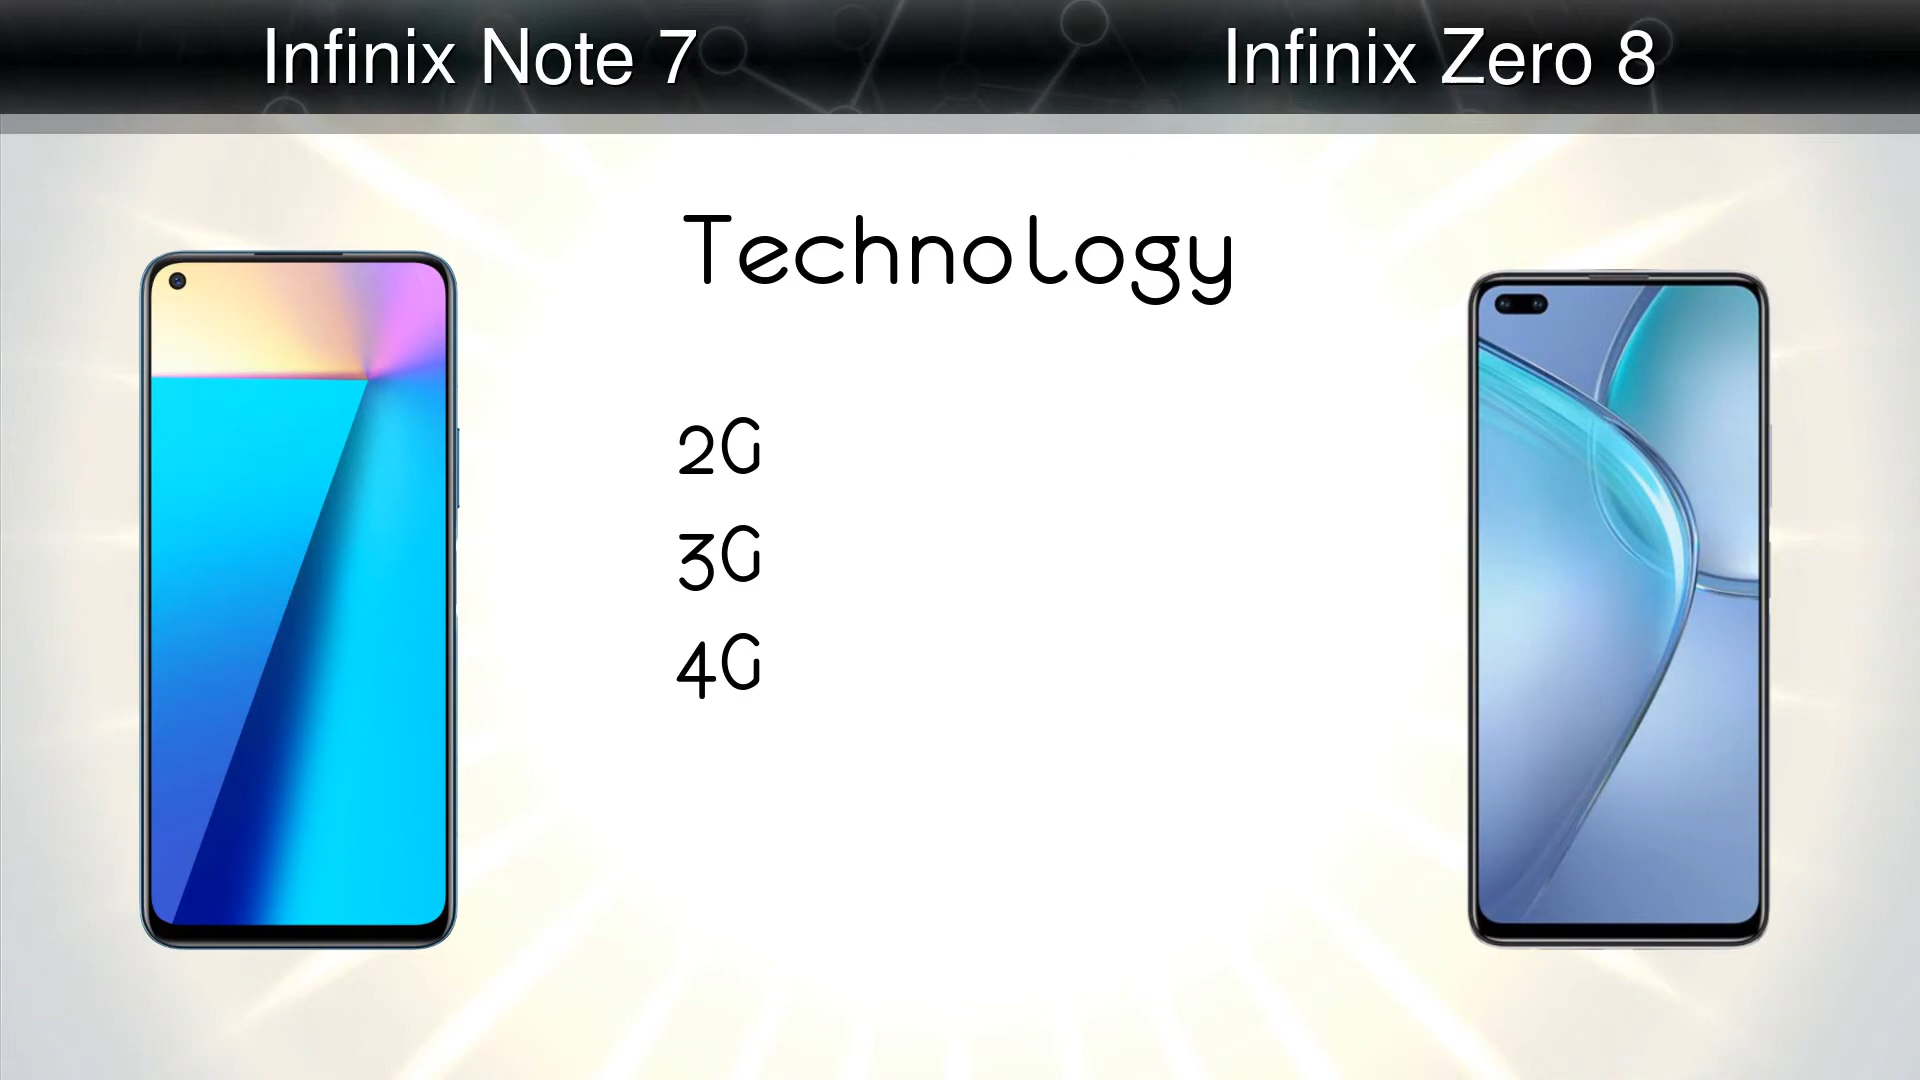 Infinix Note 7
Infinix Zero 8
Technology
2G
3G
4G